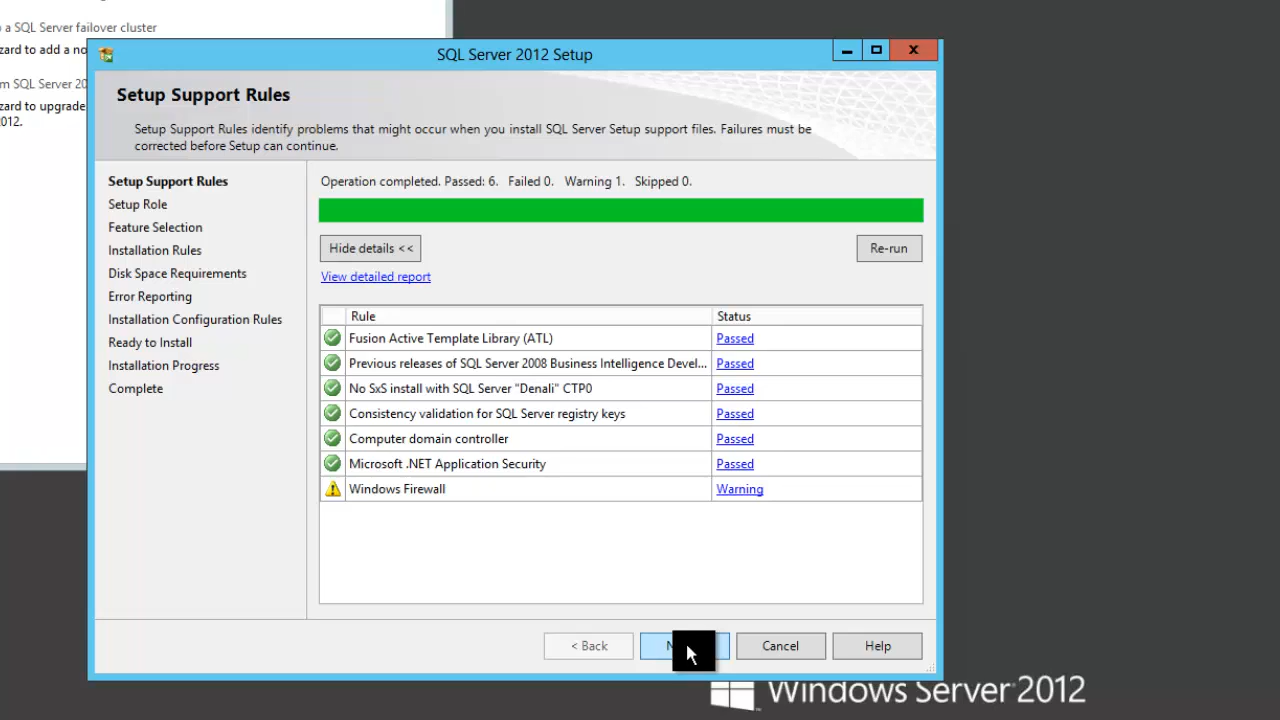 a SQL Server failover cluster
zard to add a no
m SQL Server 20
zard to upgrade
2012.
SQL Server 2012 Setup
Setup Support Rules
Setup Support Rules identify problems that might occur when you install SQL Server Setup support files. Failures must be
corrected before Setup can continue.
Setup Support Rules
Setup Role
Feature Selection
Installation Rules
Disk Space Requirements
Error Reporting
Installation Configuration Rules
Ready to Install
Installation Progress
Complete
Operation completed. Passed: 6. Failed 0. Warning 1. Skipped 0.
Hide details << Re-run
View detailed report
Rule Status
Fusion Active Template Library (ATL) Passed
Previous releases of SQL Server 2008 Business Intelligence Devel... Passed
No SxS install with SQL Server "Denali" CTP0 Passed
Consistency validation for SQL Server registry keys Passed
Computer domain controller Passed
Microsoft .NET Application Security Passed
Windows Firewall Warning
< Back Cancel Help
Windows Server 2012